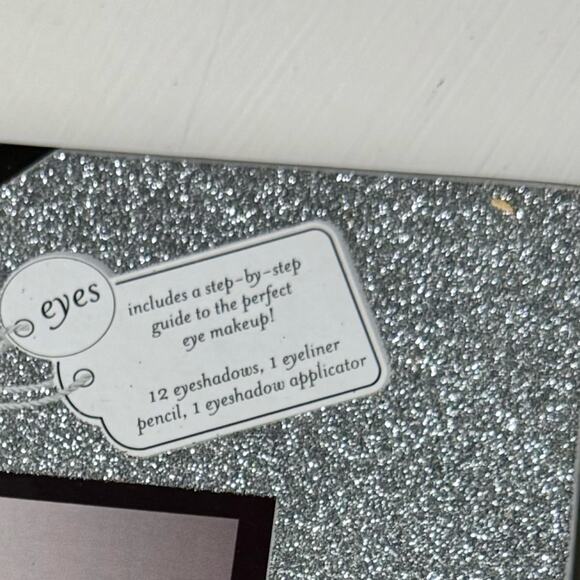 eyes
includes a step-by-step
guide to the perfect
eye makeup!
12 eyeshadows, 1 eyeliner
pencil, 1 eyeshadow applicator